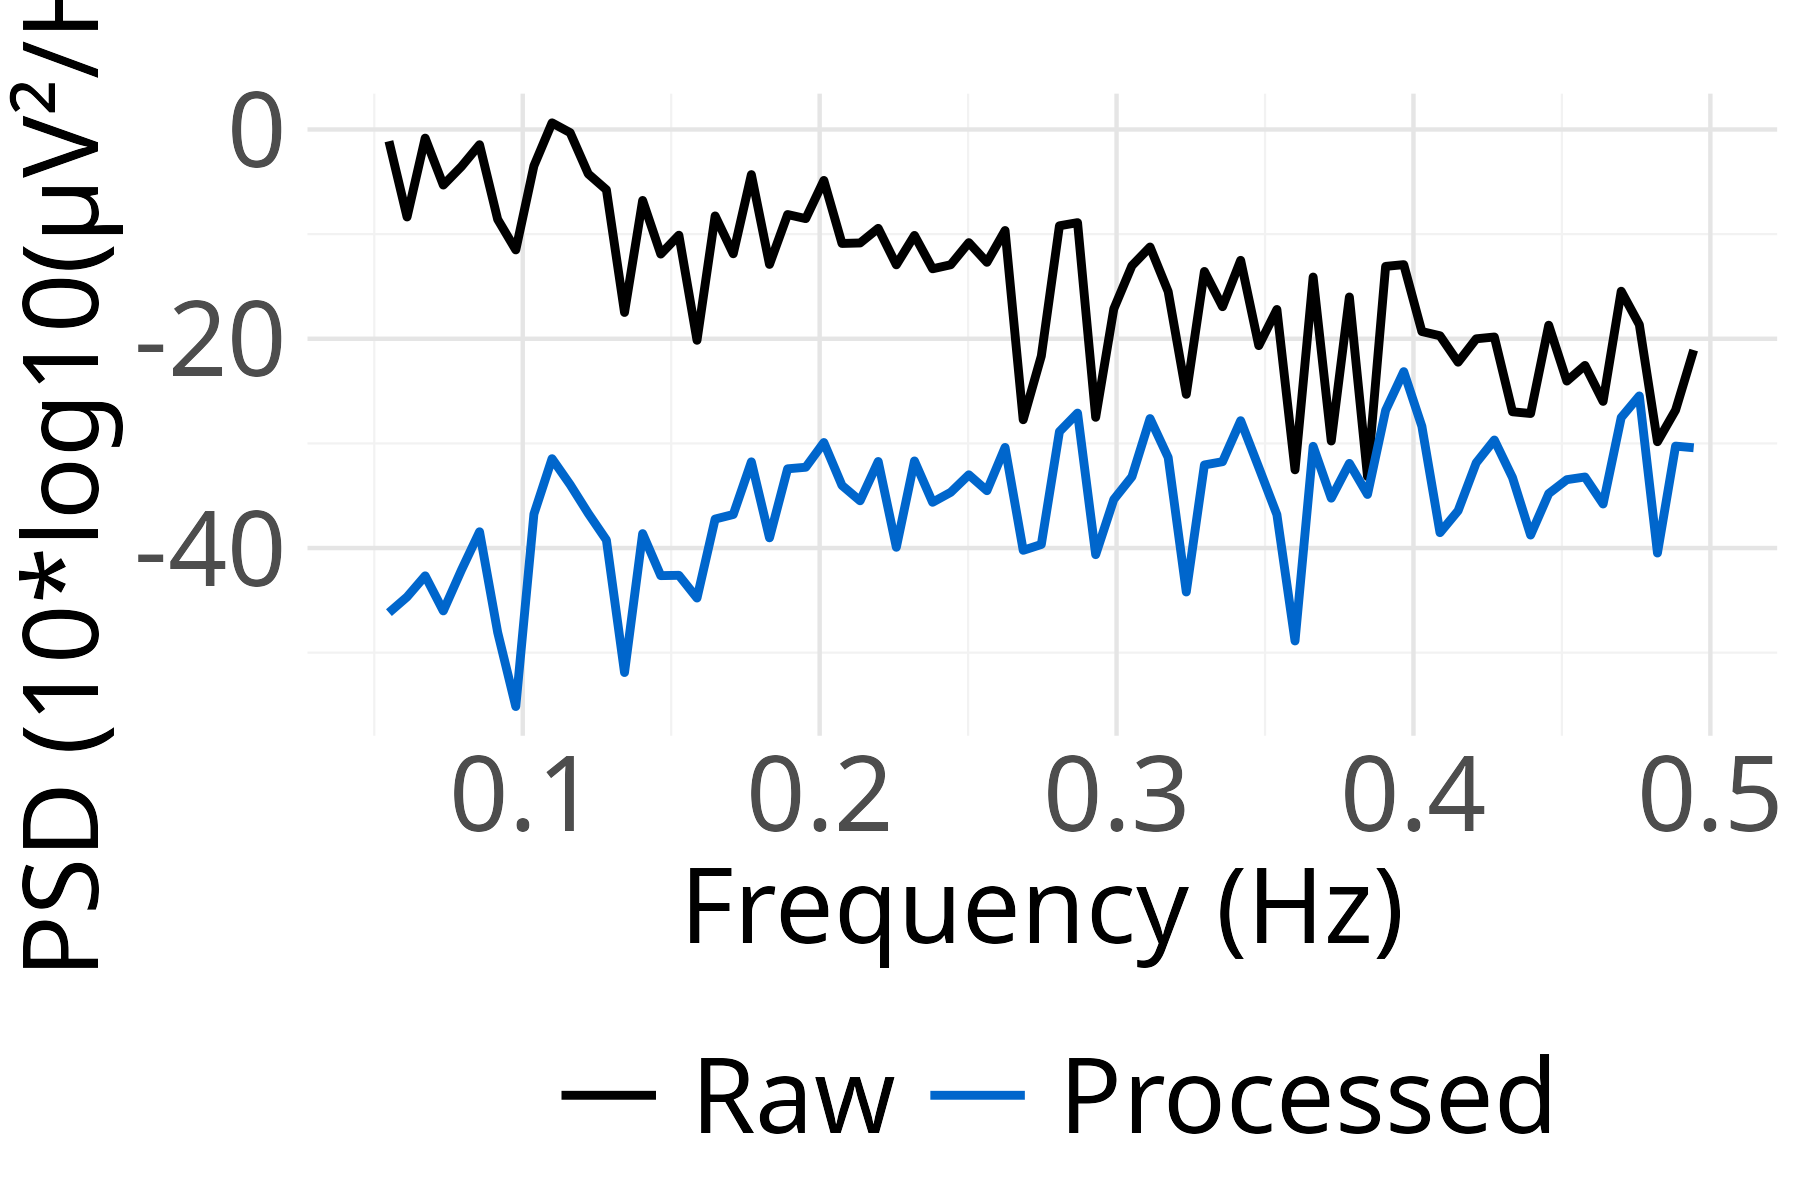 PSD (10*log10(µV²/H
0
-20
-40
0.1 0.2 0.3 0.4 0.5
Frequency (Hz)
Raw Processed